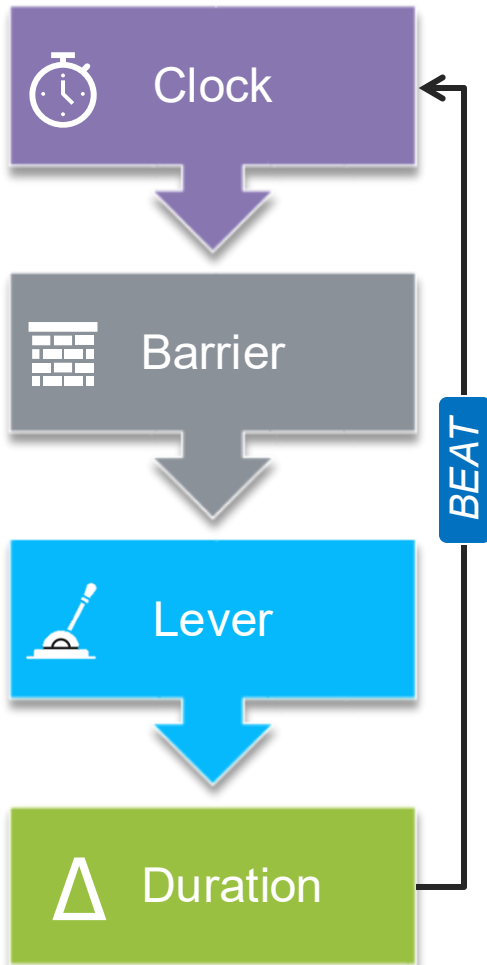 Clock
Barrier
BEAT
Lever
Δ
Duration